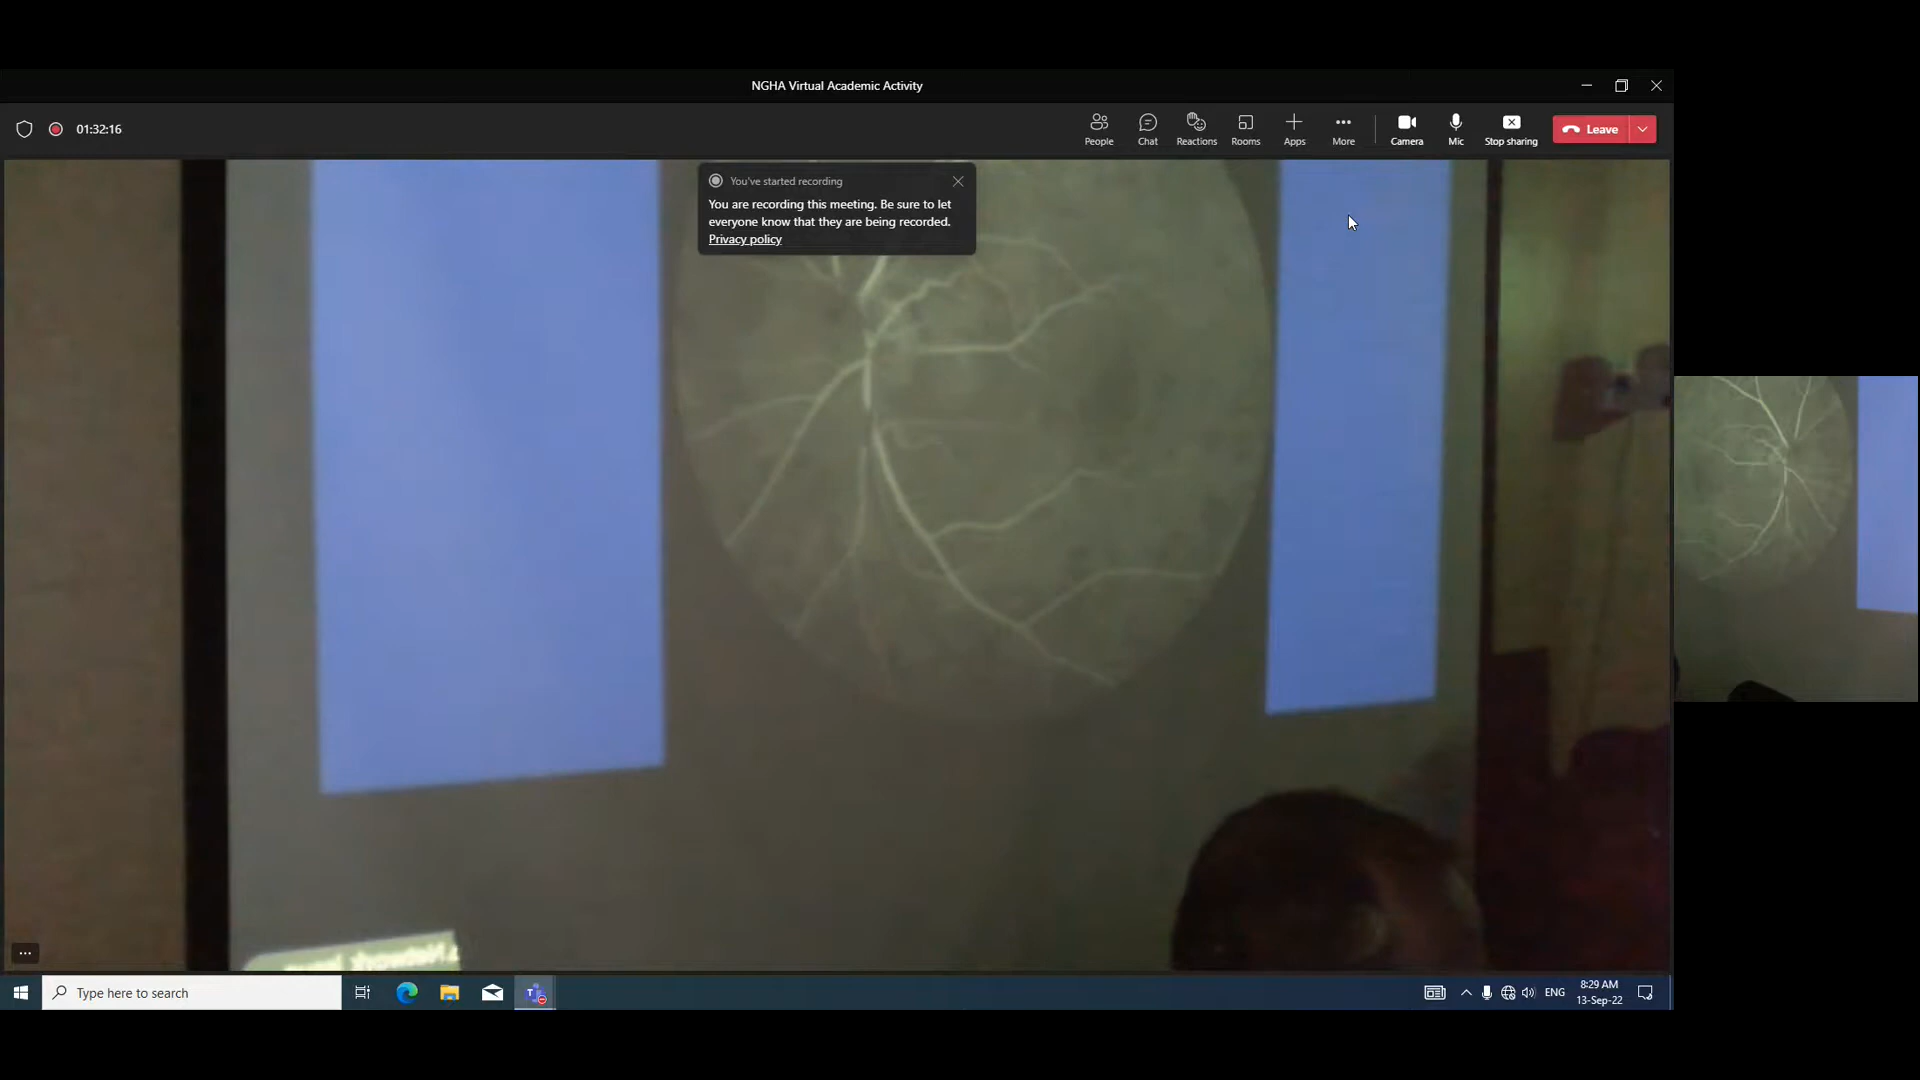 NGHA Virtual Academic Activity
01:32:16
People
Chat
Reactions
Rooms
Apps
More
Camera
Mic
Stop sharing
Leave
You've started recording
You are recording this meeting. Be sure to let
everyone know that they are being recorded.
Privacy policy
Type here to search
ENG
8:29 AM
13-Sep-22